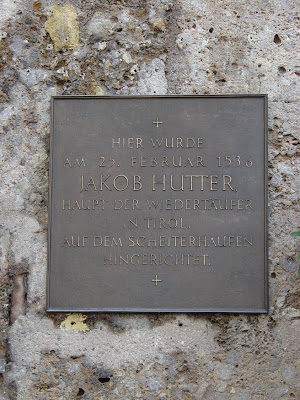 HIER WURDE
AM 25. FEBRUAR 1536
JAKOB HUTTER,
HAUPT DER WIEDERTÄUFER
IN TIROL,
AUF DEM SCHEITERHAUFEN
HINGERICHTET.